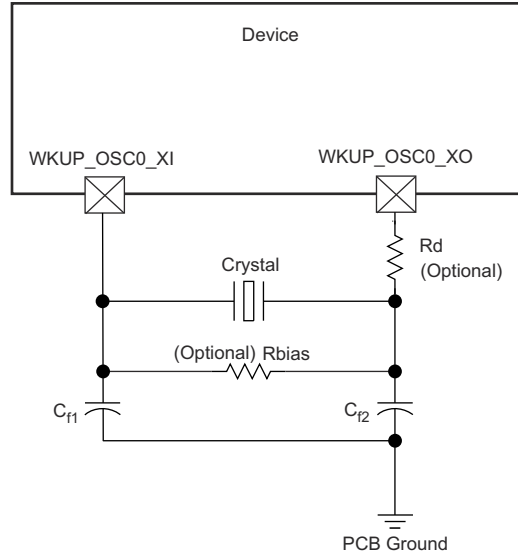 Device
WKUP_OSC0_XI
WKUP_OSC0_XO
Rd
(Optional)
Crystal
(Optional) Rbias
Cf1
Cf2
PCB Ground